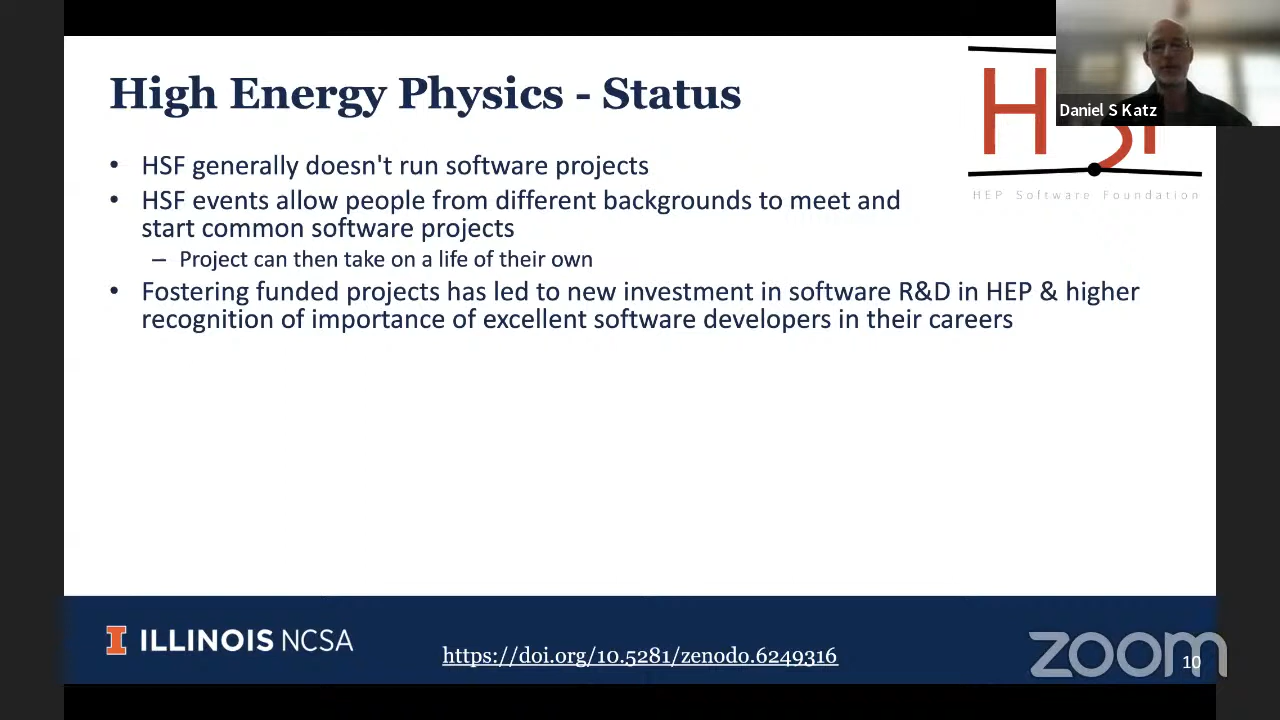 High Energy Physics - Status
Daniel S Katz
• HSF generally doesn't run software projects
• HSF events allow people from different backgrounds to meet and
start common software projects
– Project can then take on a life of their own
• Fostering funded projects has led to new investment in software R&D in HEP & higher
recognition of importance of excellent software developers in their careers
HSF
HEP Software Foundation
I ILLINOIS NCSA
https://doi.org/10.5281/zenodo.6249316
zoom
10